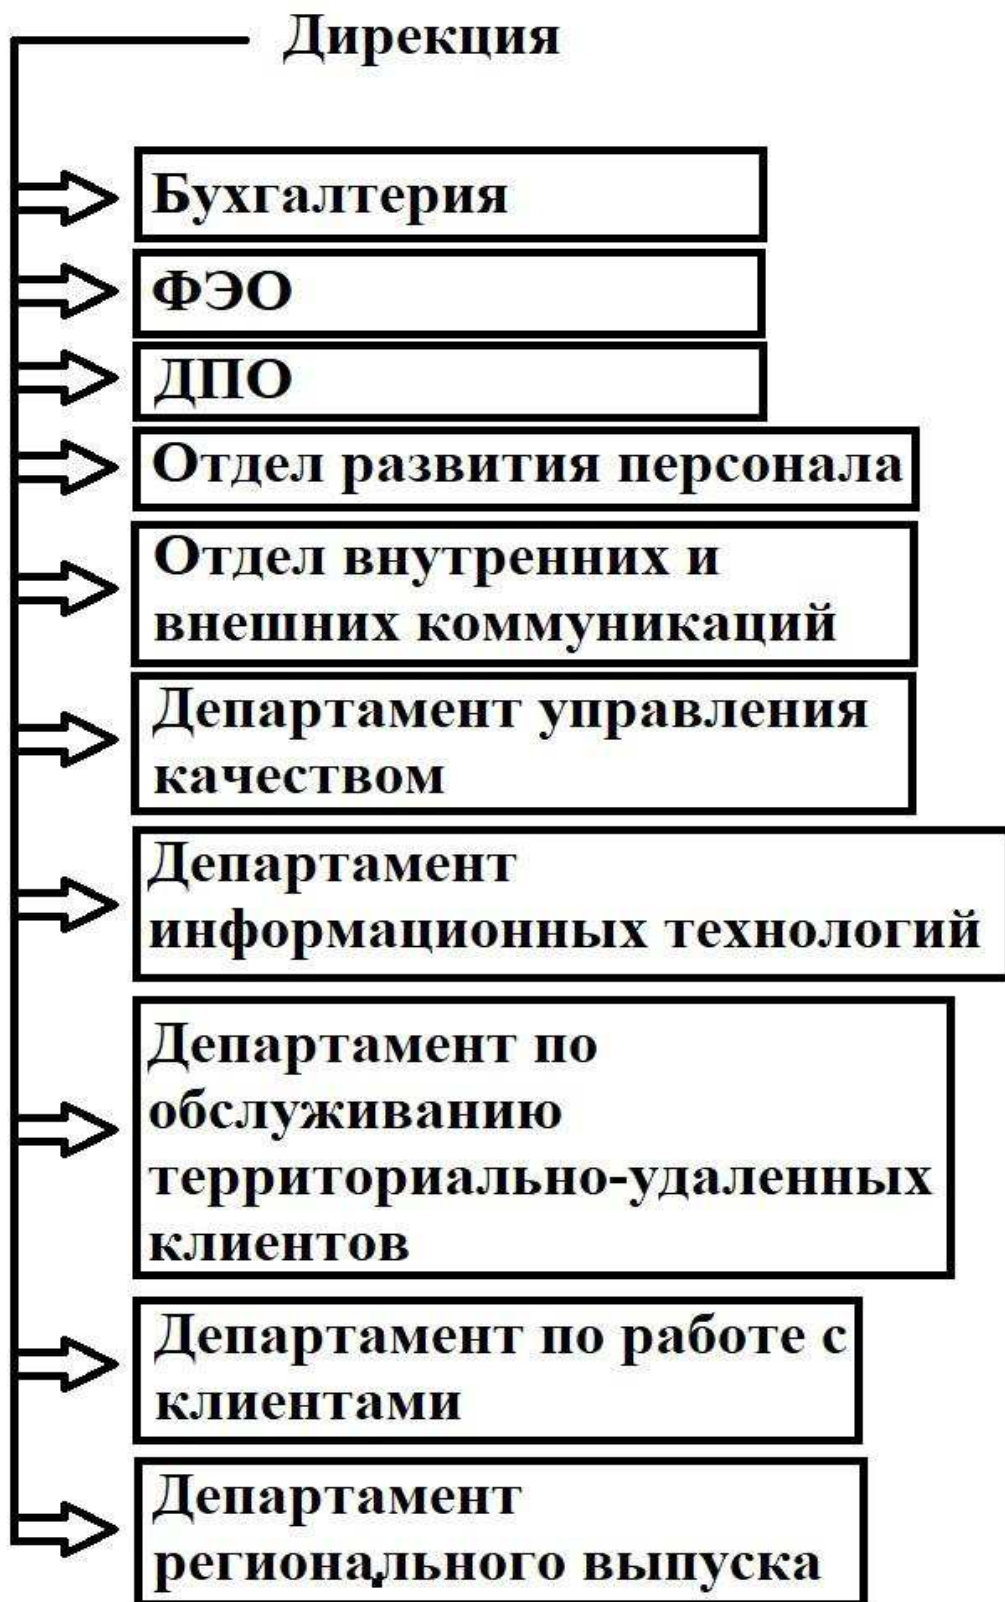 Дирекция
Бухгалтерия
ФЭО
ДПО
Отдел развития персонала
Отдел внутренних и
внешних коммуникаций
Департамент управления
качеством
Департамент
информационных технологий
Департамент по
обслуживанию
территориально-удаленных
клиентов
Департамент по работе с
клиентами
Департамент
регионального выпуска